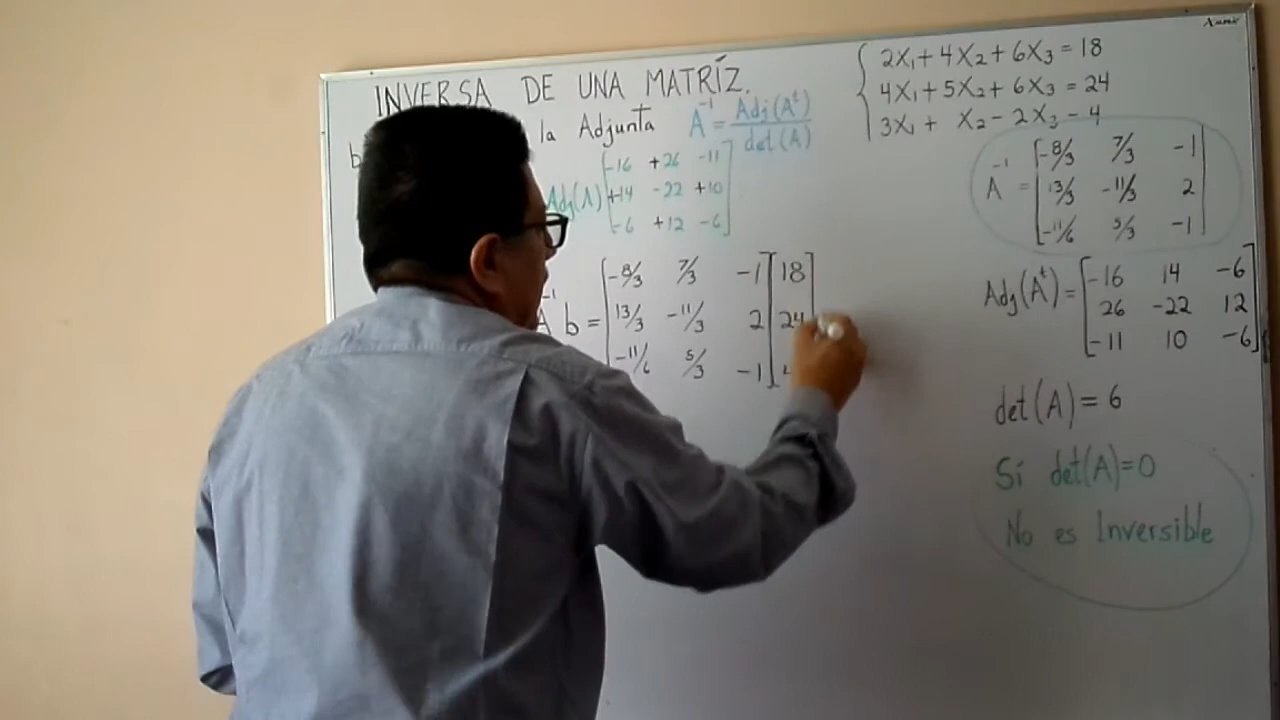 INVERSA DE UNA MATRÍZ.
la Adjunta A⁻¹ = Adj(Aᵗ) / det(A)
b
Adj(A) [-16 +26 -11]
[+14 -22 +10]
[-6 +12 -6]
A⁻¹ b = [-8/3 7/3 -1] [18]
[13/3 -11/3 2] [24]
[-11/6 5/3 -1]
2X₁ + 4X₂ + 6X₃ = 18
4X₁ + 5X₂ + 6X₃ = 24
3X₁ + X₂ - 2X₃ - 4
A⁻¹ = [-8/3 7/3 -1]
[13/3 -11/3 2]
[-11/6 5/3 -1]
Adj(Aᵗ) = [-16 14 -6]
[26 -22 12]
[-11 10 -6]
det(A) = 6
Sí det(A)=0
No es Inversible